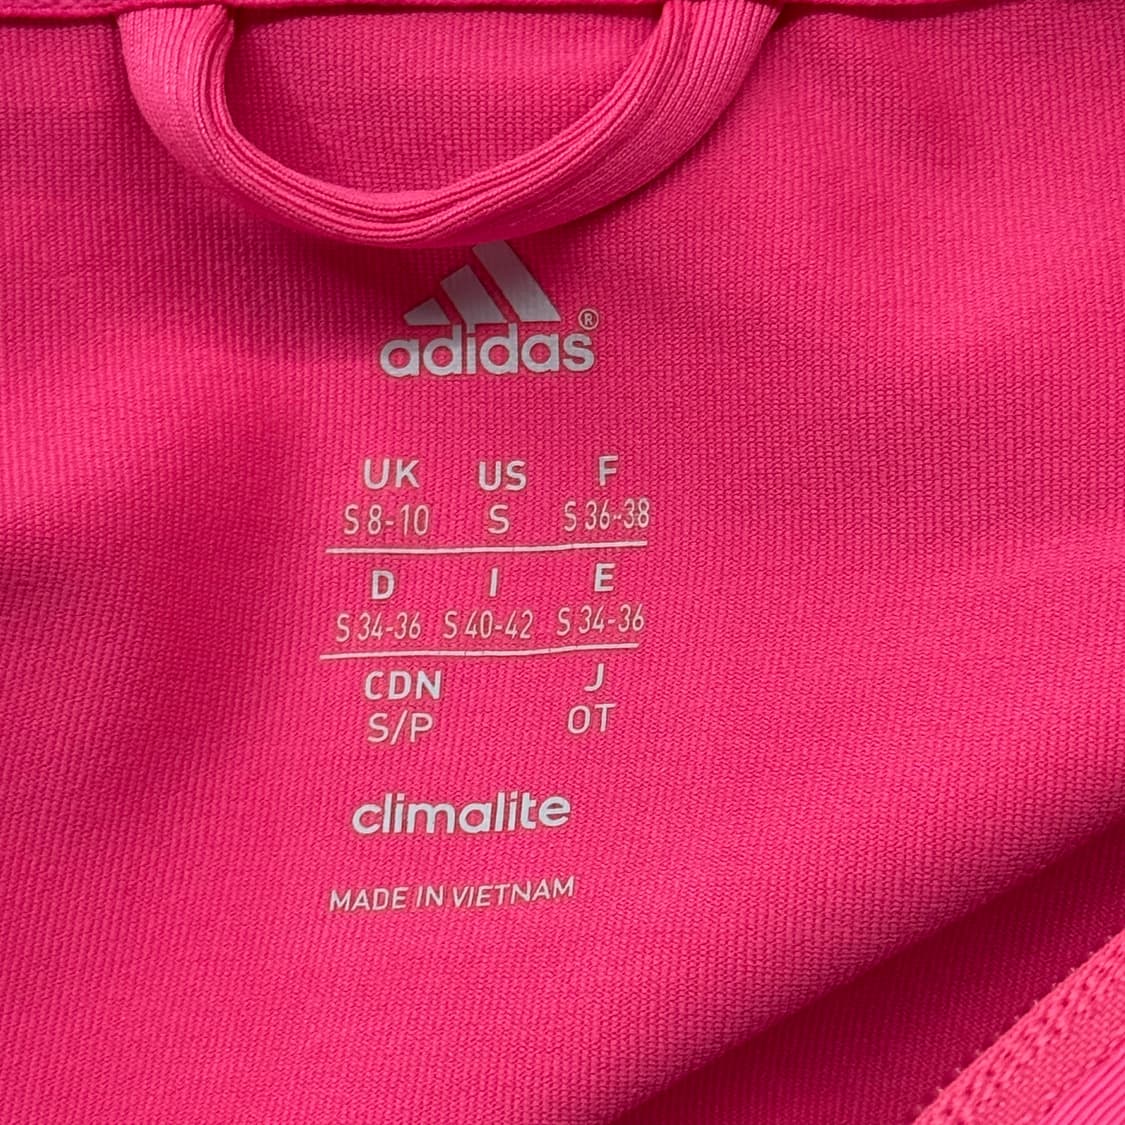 adidas®
UK US F
S 8-10 S S 36-38
D I E
S 34-36 S 40-42 S 34-36
CDN J
S/P OT
climalite
MADE IN VIETNAM